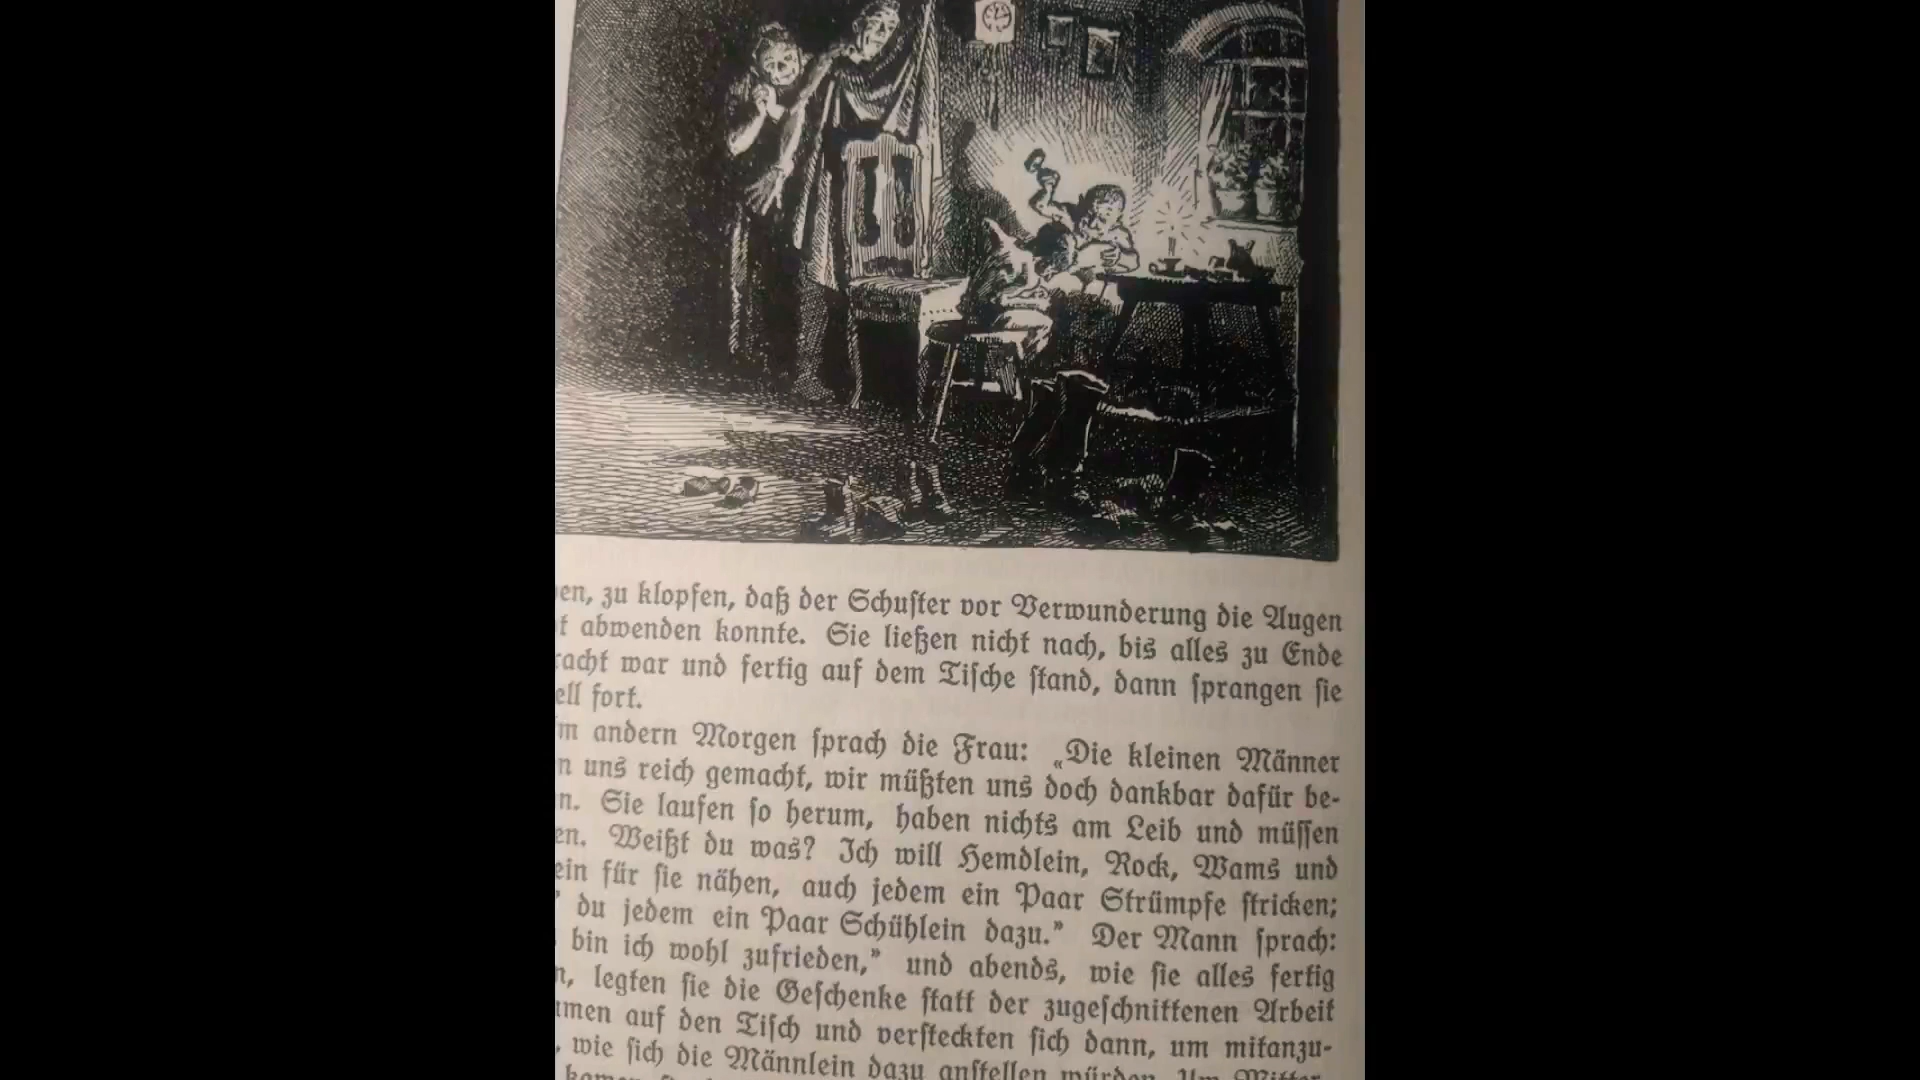 en, zu klopfen, daß der Schuster vor Verwunderung die Augen
t abwenden konnte. Sie ließen nicht nach, bis alles zu Ende
racht war und fertig auf dem Tische stand, dann sprangen sie
ell fort.
m andern Morgen sprach die Frau: „Die kleinen Männer
n uns reich gemacht, wir müßten uns doch dankbar dafür be-
n. Sie laufen so herum, haben nichts am Leib und müssen
en. Weißt du was? Ich will Hemdlein, Rock, Wams und
ein für sie nähen, auch jedem ein Paar Strümpfe stricken;
du jedem ein Paar Schühlein dazu.” Der Mann sprach:
bin ich wohl zufrieden,” und abends, wie sie alles fertig
n, legten sie die Geschenke statt der zugeschnittenen Arbeit
mmen auf den Tisch und versteckten sich dann, um mitanzu-
, wie sich die Männlein dazu anstellen würden. Um Mitter-
kamen